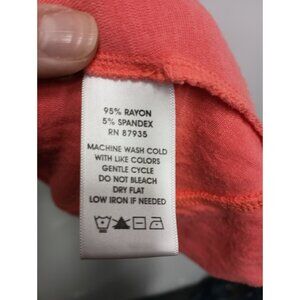 95% RAYON
5% SPANDEX
RN 87935
MACHINE WASH COLD
WITH LIKE COLORS
GENTLE CYCLE
DO NOT BLEACH
DRY FLAT
LOW IRON IF NEEDED